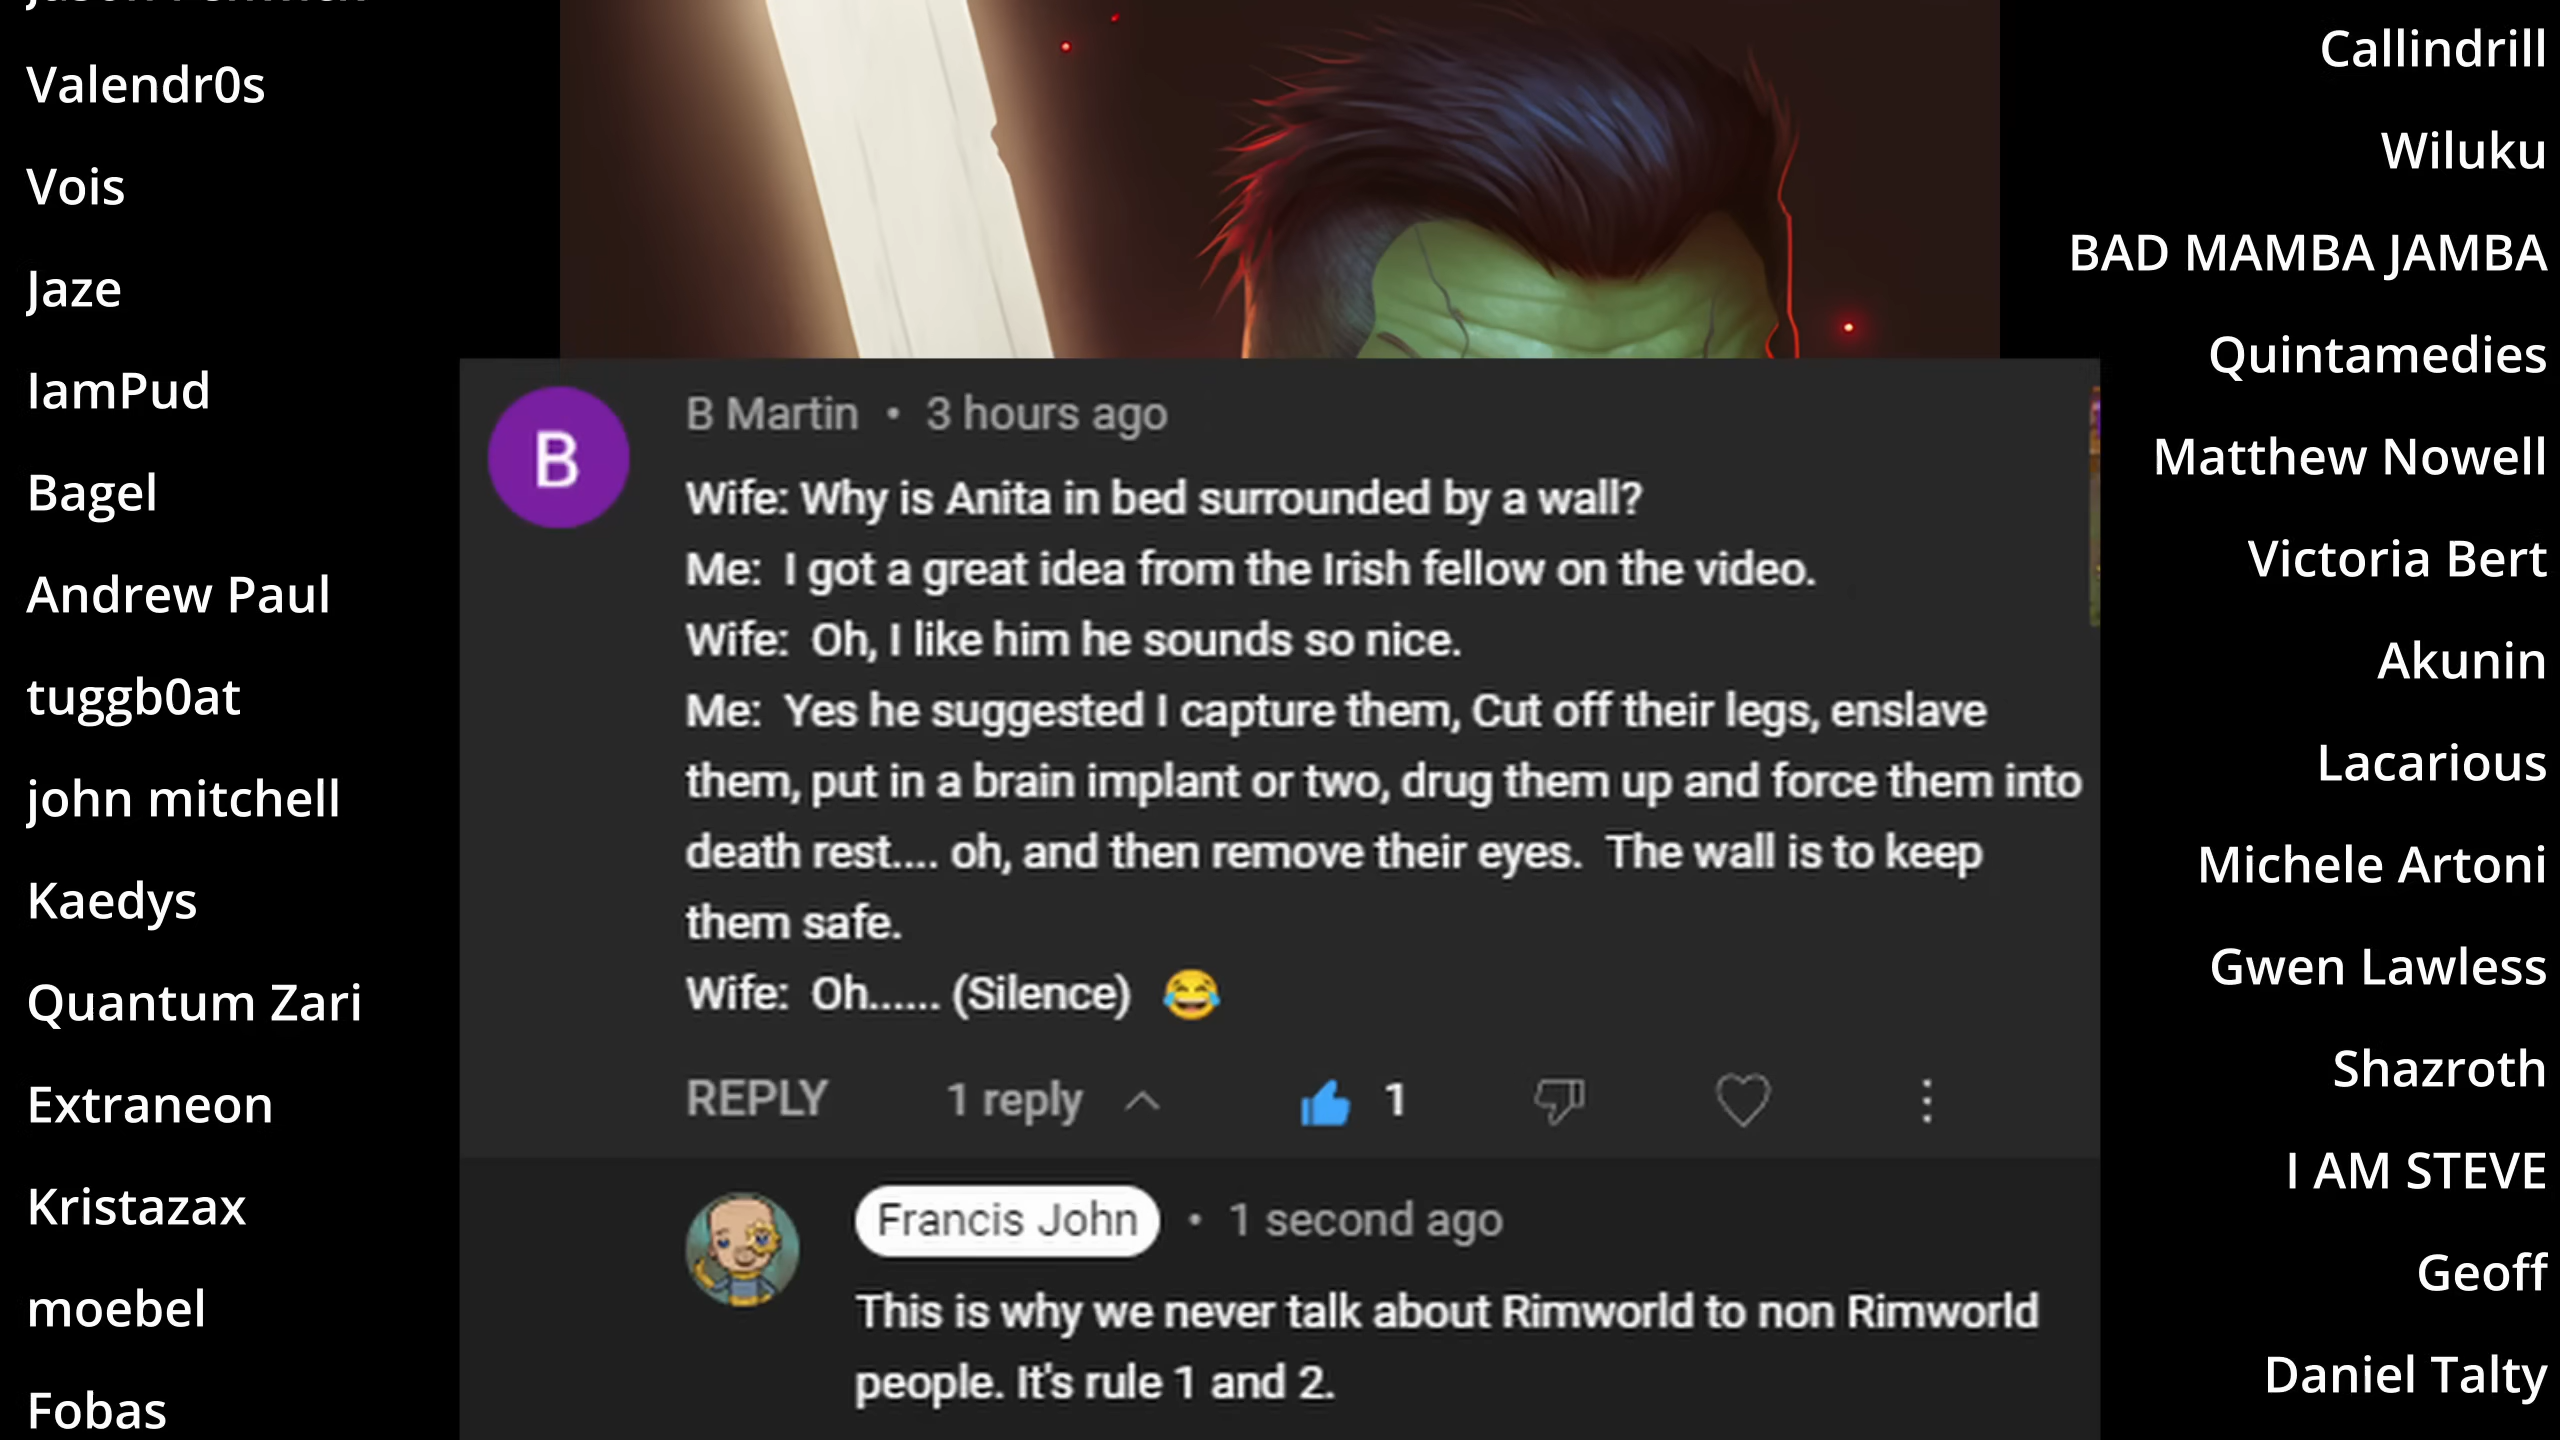 Valendr0s
Vois
Jaze
IamPud
Bagel
Andrew Paul
tuggb0at
john mitchell
Kaedys
Quantum Zari
Extraneon
Kristazax
moebel
Fobas
B
B Martin • 3 hours ago
Wife: Why is Anita in bed surrounded by a wall?
Me:  I got a great idea from the Irish fellow on the video.
Wife:  Oh, I like him he sounds so nice.
Me:  Yes he suggested I capture them, Cut off their legs, enslave
them, put in a brain implant or two, drug them up and force them into
death rest.... oh, and then remove their eyes.  The wall is to keep
them safe.
Wife:  Oh...... (Silence) 😂
REPLY 1 reply 1
Francis John • 1 second ago
This is why we never talk about Rimworld to non Rimworld
people. It's rule 1 and 2.
Callindrill
Wiluku
BAD MAMBA JAMBA
Quintamedies
Matthew Nowell
Victoria Bert
Akunin
Lacarious
Michele Artoni
Gwen Lawless
Shazroth
I AM STEVE
Geoff
Daniel Talty